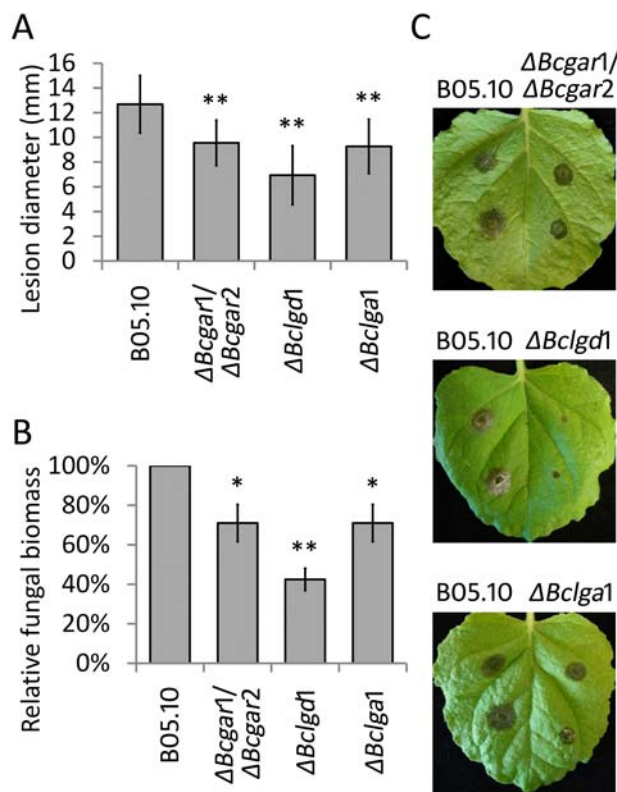 A
Lesion diameter (mm)
16
14
12
10
8
6
4
2
0
**
**
**
B05.10
ΔBcgar1/
ΔBcgar2
ΔBclgd1
ΔBclga1
B
Relative fungal biomass
100%
80%
60%
40%
20%
0%
*
**
*
B05.10
ΔBcgar1/
ΔBcgar2
ΔBclgd1
ΔBclga1
C
ΔBcgar1/
B05.10 ΔBcgar2
B05.10 ΔBclgd1
B05.10 ΔBclga1